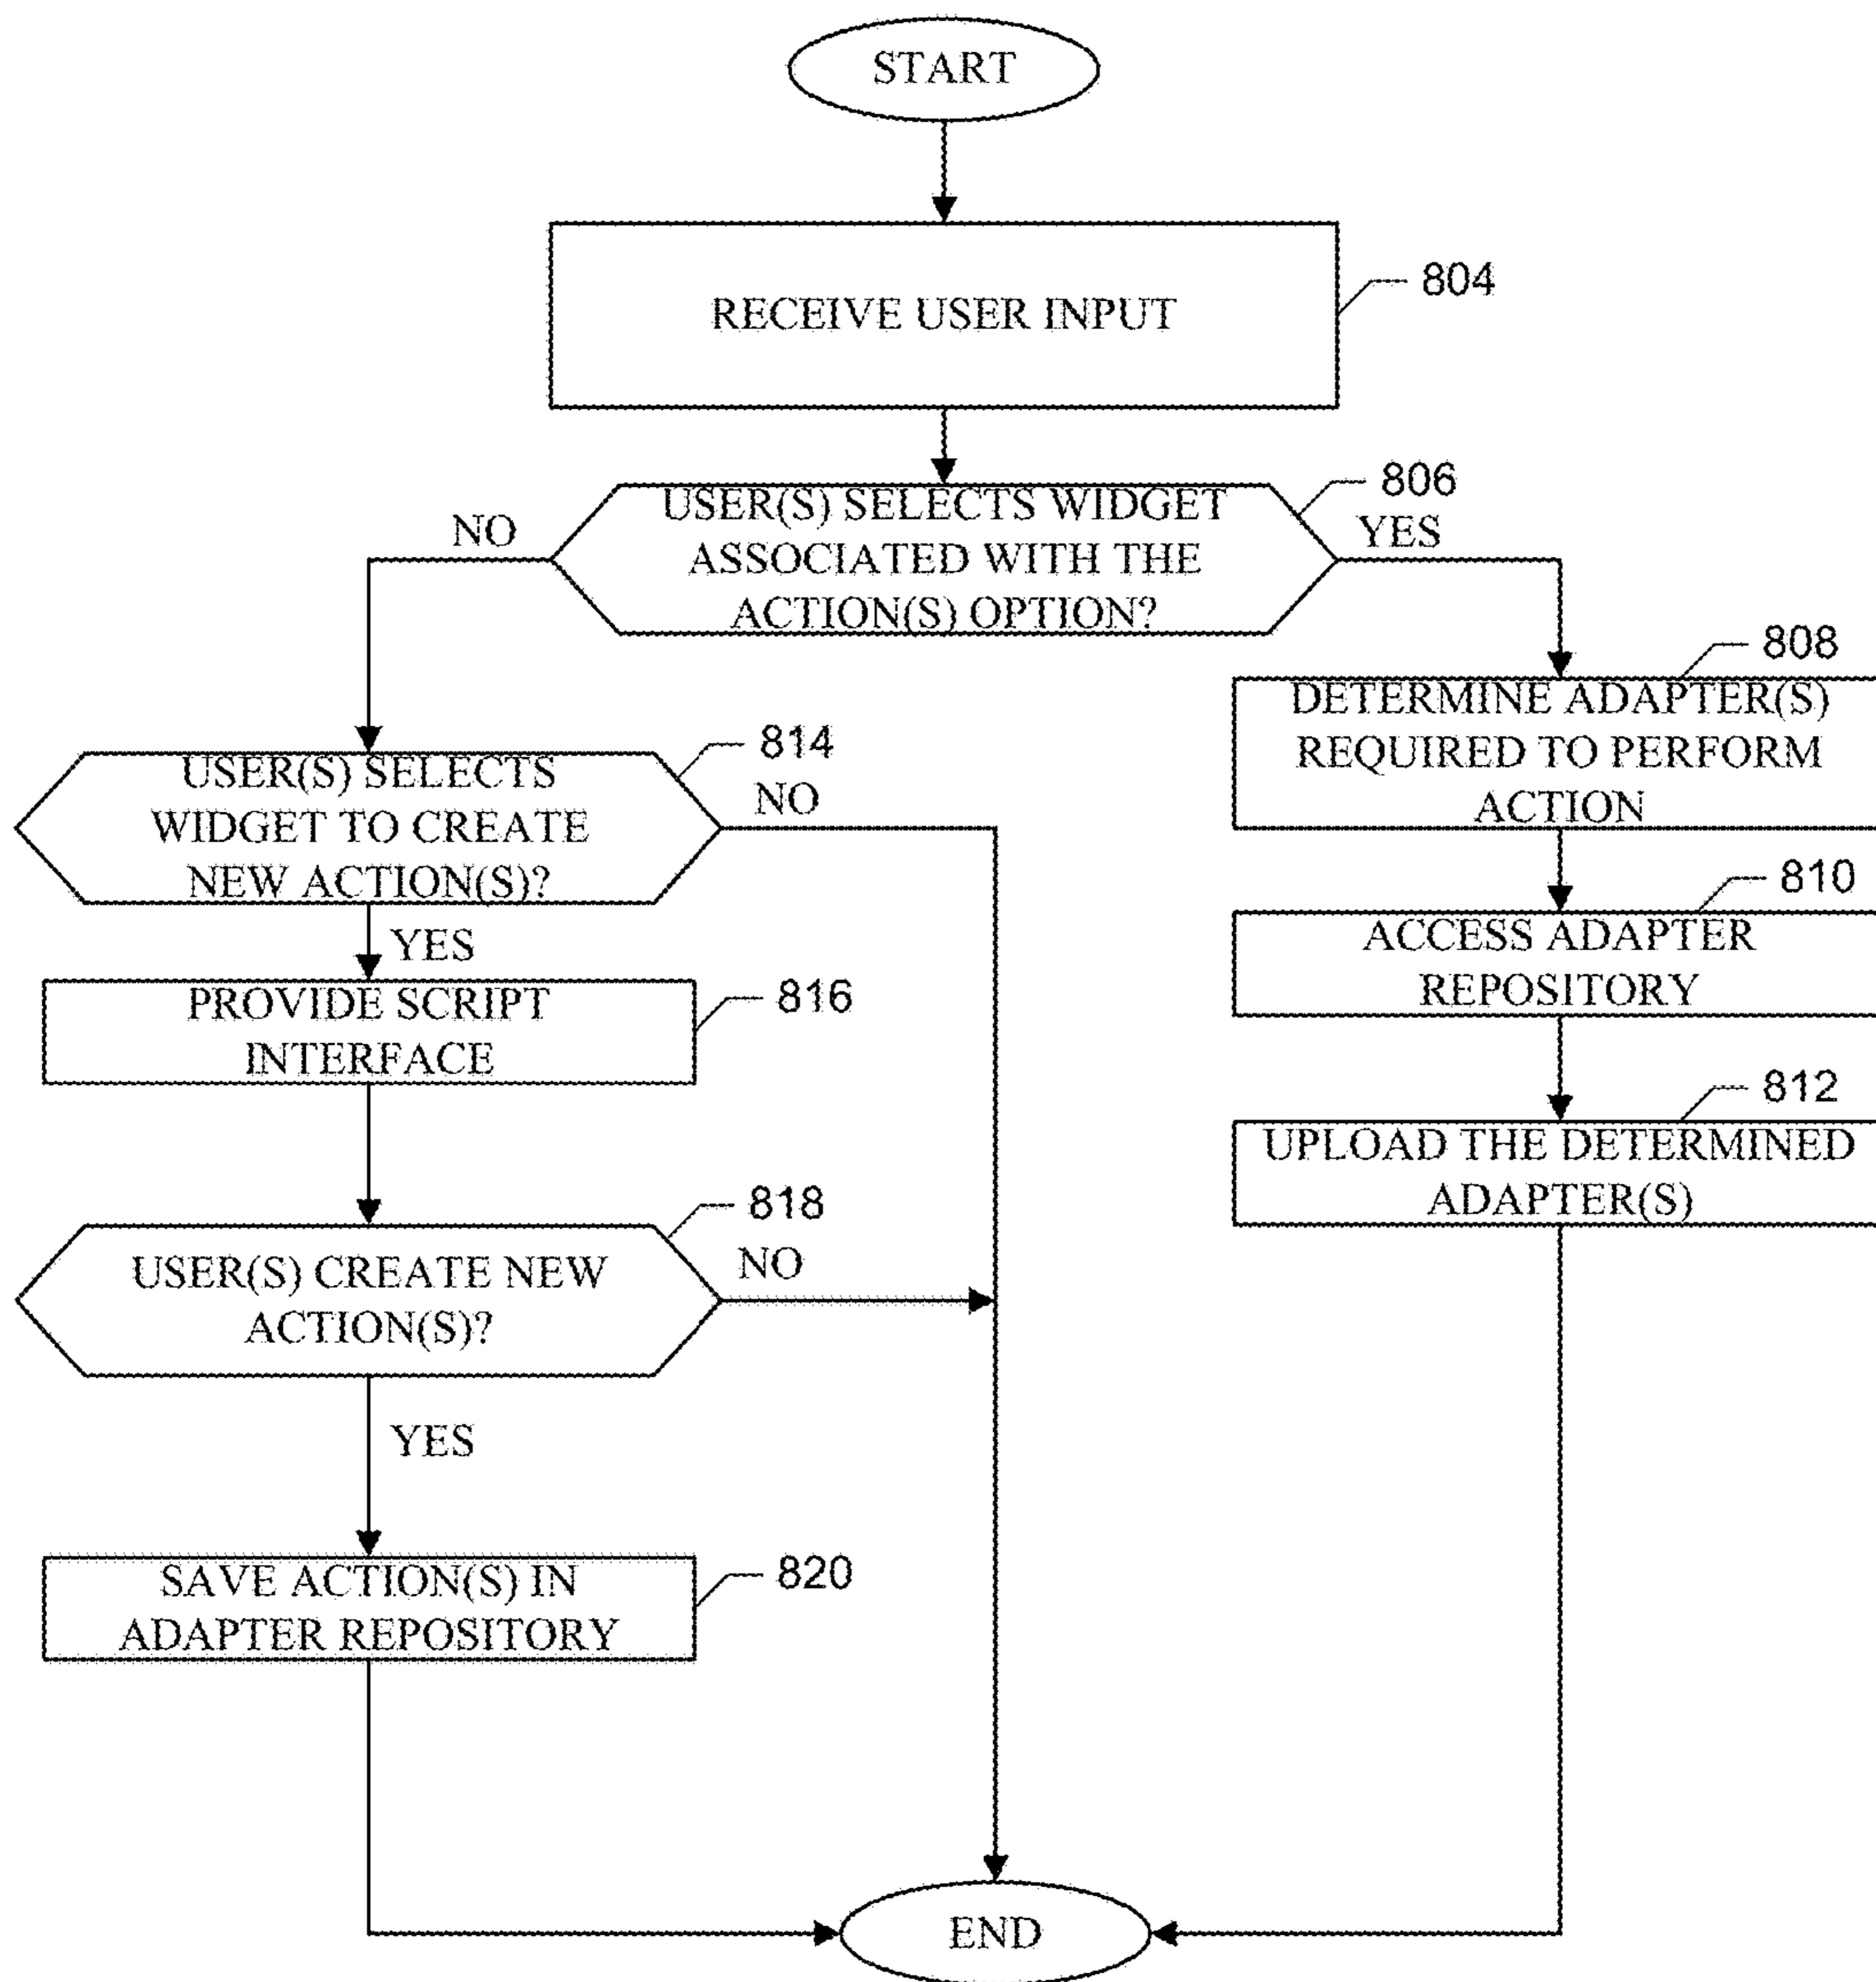 START
RECEIVE USER INPUT
804
USER(S) SELECTS WIDGET
ASSOCIATED WITH THE
ACTION(S) OPTION?
806
NO
YES
DETERMINE ADAPTER(S)
REQUIRED TO PERFORM
ACTION
808
USER(S) SELECTS
WIDGET TO CREATE
NEW ACTION(S)?
814
NO
YES
ACCESS ADAPTER
REPOSITORY
810
PROVIDE SCRIPT
INTERFACE
816
UPLOAD THE DETERMINED
ADAPTER(S)
812
USER(S) CREATE NEW
ACTION(S)?
818
NO
YES
SAVE ACTION(S) IN
ADAPTER REPOSITORY
820
END